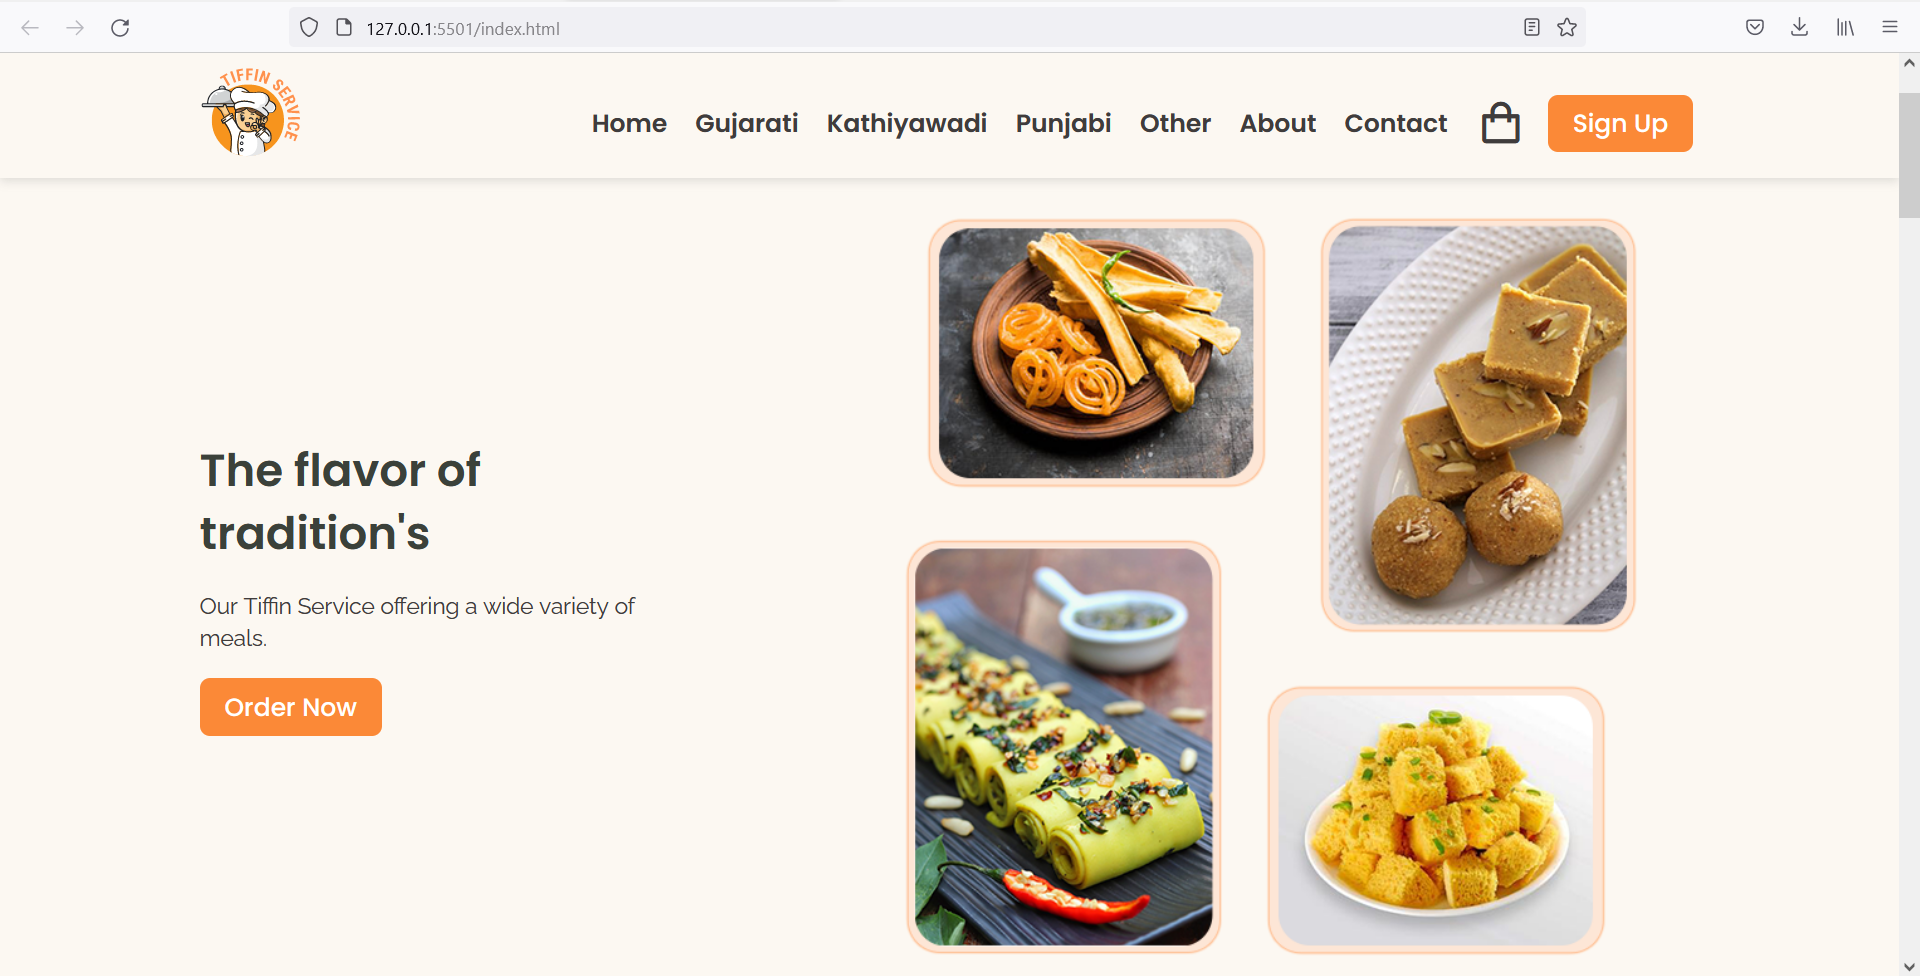 127.0.0.1:5501/index.html
TIFFIN SERVICE
Home Gujarati Kathiyawadi Punjabi Other About Contact Sign Up
The flavor of
tradition's
Our Tiffin Service offering a wide variety of
meals.
Order Now